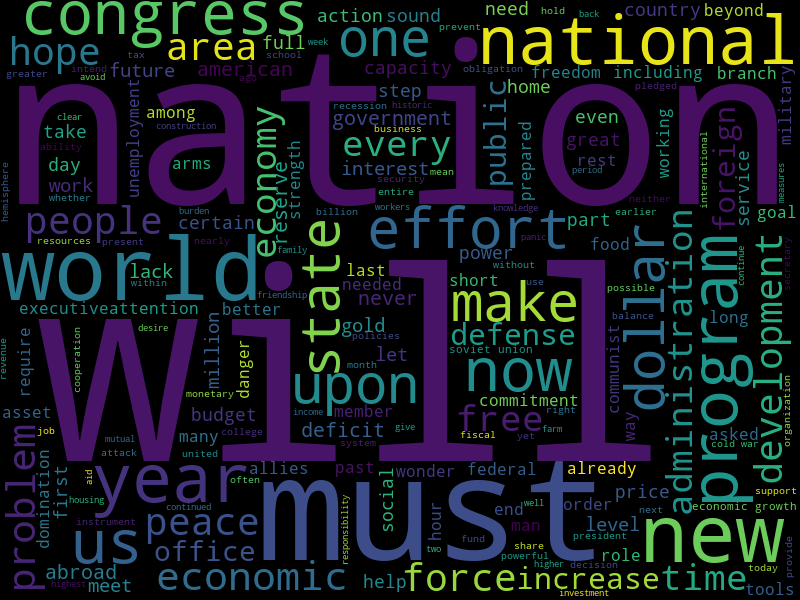 congress
action
sound
need
hold
back
country
beyond
hope
area
full
one
prevent
national
greater
intend
tax
avoid
week
school
future
american
ago
capacity
obligation
pledged
freedom
including
branch
military
nation
clear
ability
take
among
unemployment
construction
recession
historic
step
home
government
business
public
even
great
working
international
foreign
service
measures
day
arms
economy
reserve
strength
every
interest
security
prepared
rest
period
neither
hemisphere
whether
work
entire
mean
people
burden
certain
billion
workers
knowledge
effort
part
earlier
goal
resources
present
nearly
family
state
panic
power
food
world
lack
within
last
without
dollar
administration
program
continue
development
secretary
friendship
needed
never
short
use
make
possible
executive
attention
better
long
require
cooperation
desire
million
danger
gold
policies
let
defense
soviet union
balance
communist
revenue
will
month
now
monetary
upon
commitment
asset
budget
income
member
give
free
right
farm
way
organization
job
mutual
many
college
deficit
system
fiscal
yet
asked
cold war
problem
domination
first
attack
united
aid
year
allies
past
wonder
federal
already
support
housing
often
social
must
price
economic growth
us
continued
peace
instrument
responsibility
hour
end
well
order
next
new
office
two
fund
man
share
powerful
president
level
role
today
provide
abroad
meet
highest
economic
help
force
higher
decision
increase
investment
time
tools